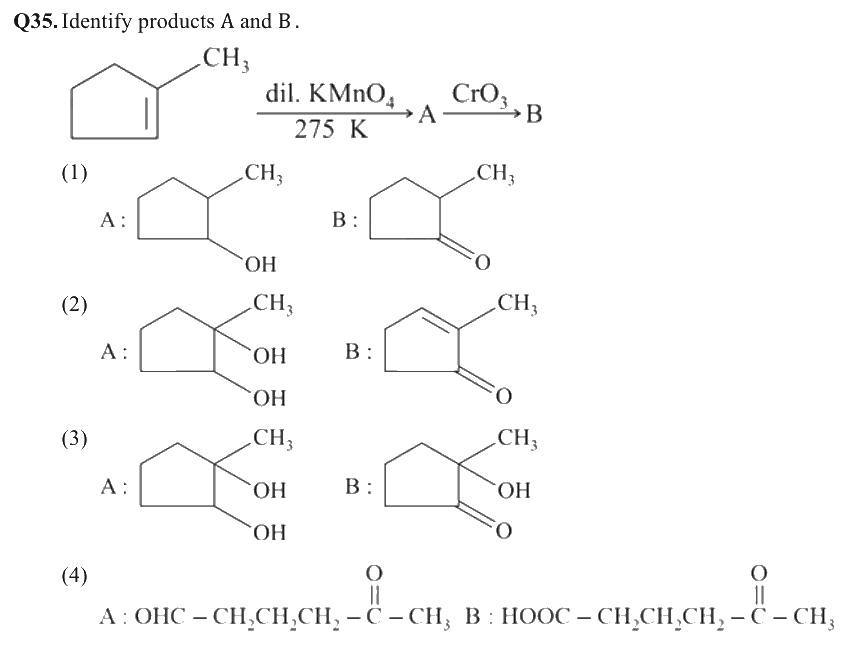 Q35. Identify products A and B.
CH₃
dil. KMnO₄
275 K
A
CrO₃
B
(1)
A :
CH₃
OH
B :
CH₃
O
(2)
A :
CH₃
OH
OH
B :
CH₃
O
(3)
A :
CH₃
OH
OH
B :
CH₃
OH
O
(4)
O
O
A : OHC – CH₂CH₂CH₂ – C – CH₃ B : HOOC – CH₂CH₂CH₂ – C – CH₃